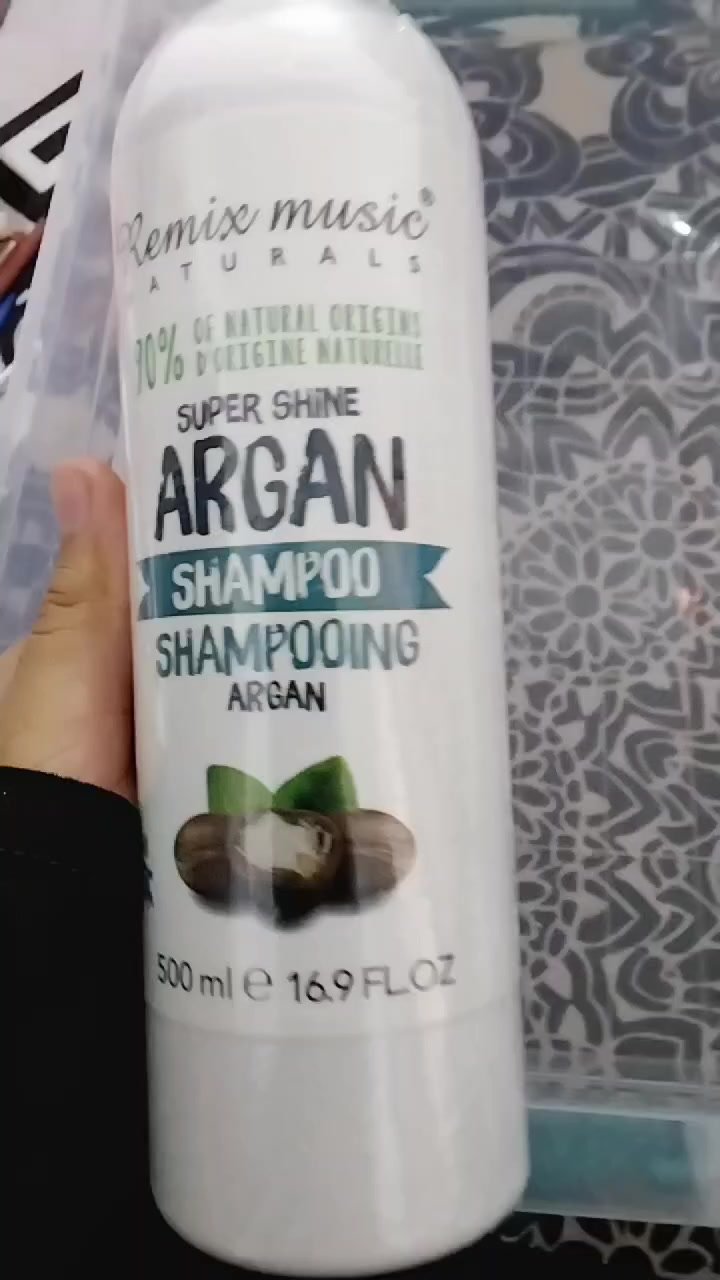 Remix music®
ATURALS
90% OF NATURAL ORIGINS
D'ORIGINE NATURELLE
SUPER SHINE
ARGAN
SHAMPOO
SHAMPOOING
ARGAN
500 ml e 16.9 FL.OZ